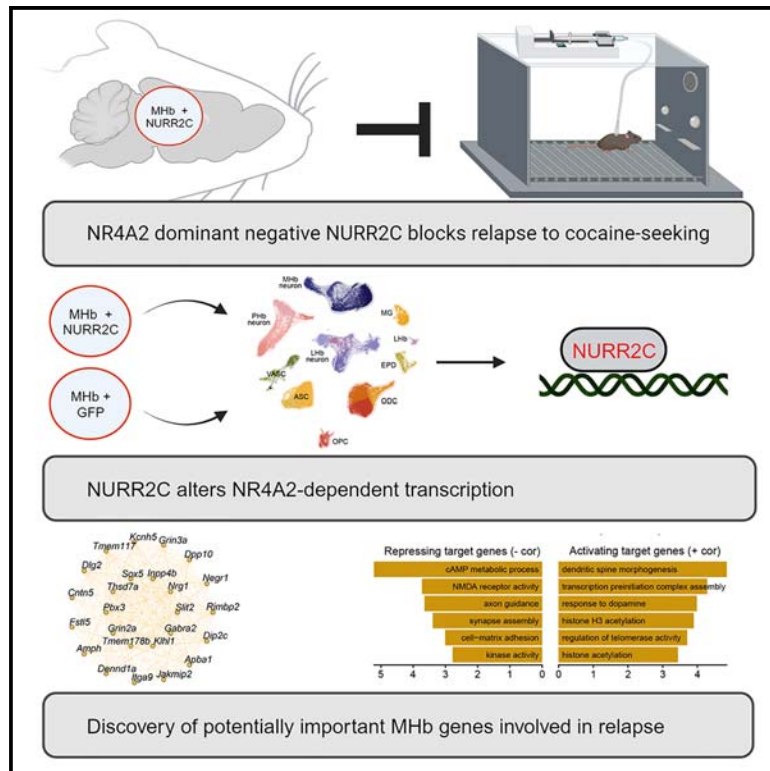 MHb +
NURR2C
NR4A2 dominant negative NURR2C blocks relapse to cocaine-seeking
MHb +
NURR2C
MHb +
GFP
MHb
neuron
PHb
neuron
MG
LHb
LHb
neuron
EPD
VASC
ASC
ODC
OPC
NURR2C
NURR2C alters NR4A2-dependent transcription
Kcnh5
Grin3a
Tmem117
Dpp10
Dlg2
Sox5
Inpp4b
Negr1
Thsd7a
Nrg1
Cntn5
Pbx3
Slit2
Rimbp2
Fstl5
Grin2a
Gabra2
Tmem178b
Klhl1
Dip2c
Amph
Apba1
Dennd1a
Itga9
Jakmip2
Repressing target genes (- cor)
cAMP metabolic process
NMDA receptor activity
axon guidance
synapse assembly
cell-matrix adhesion
kinase activity
5 4 3 2 1 0
Activating target genes (+ cor)
dendritic spine morphogenesis
transcription preinitiation complex assembly
response to dopamine
histone H3 acetylation
regulation of telomerase activity
histone acetylation
0 2 4
Discovery of potentially important MHb genes involved in relapse